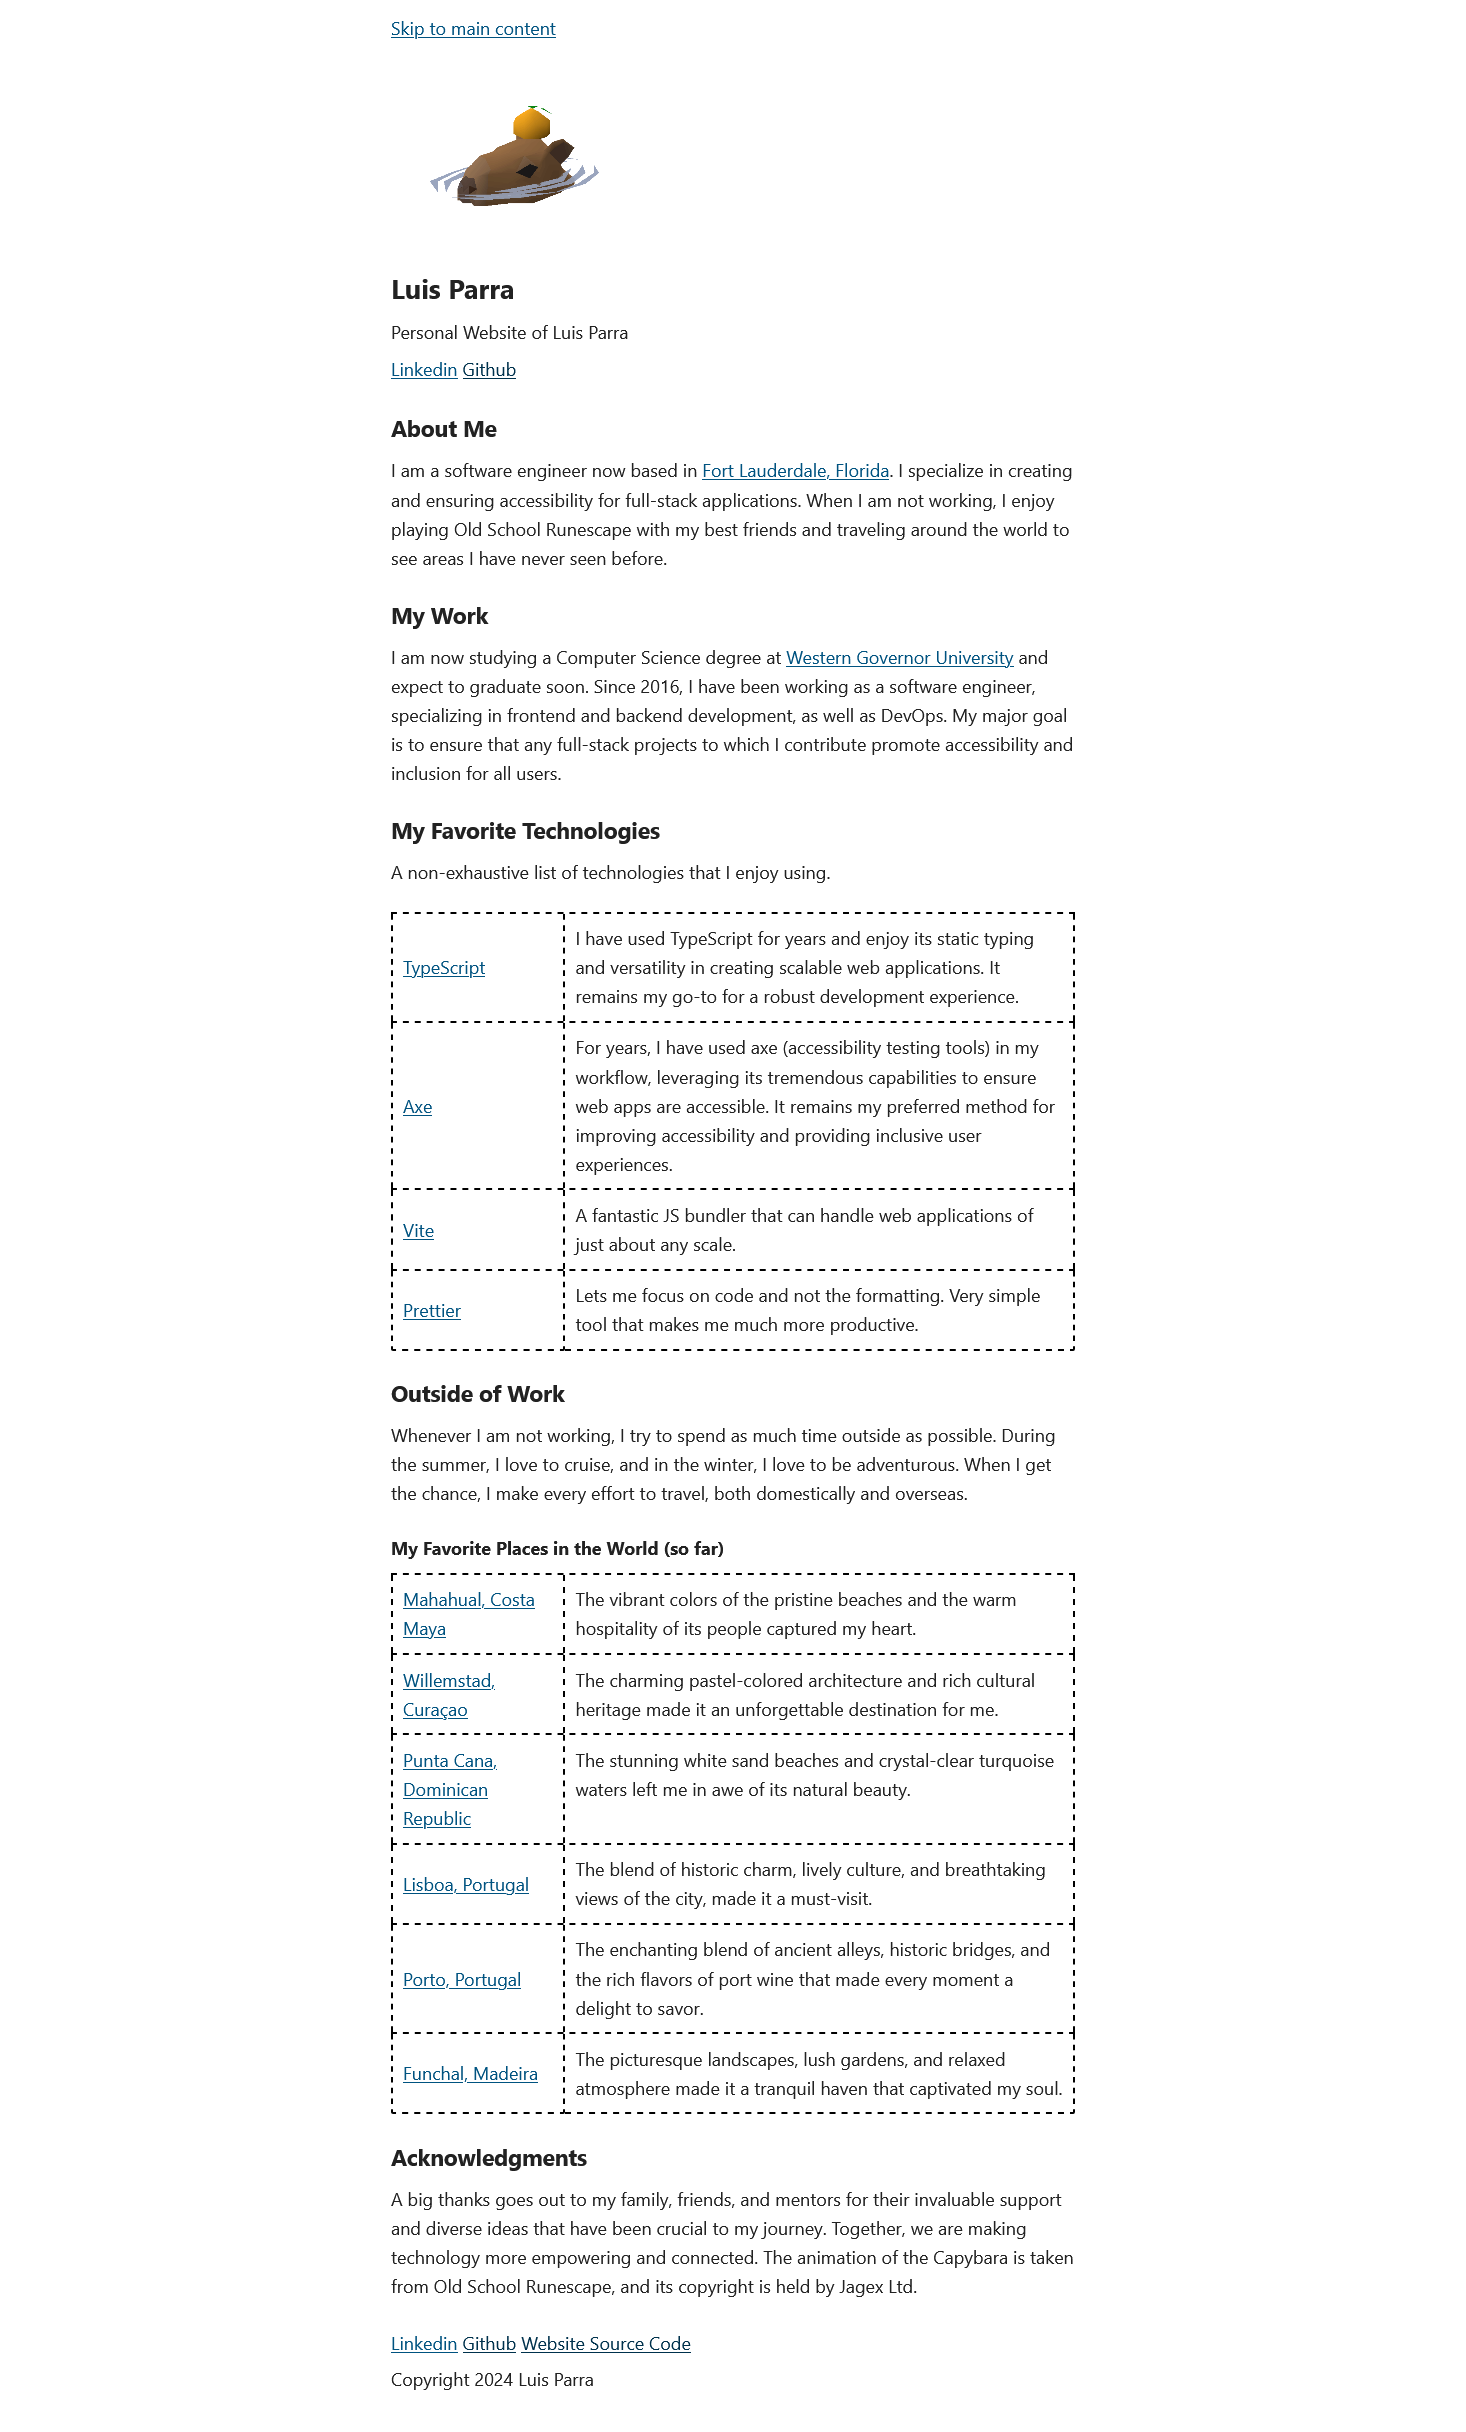 Skip to main content
Luis Parra
Personal Website of Luis Parra
Linkedin Github
About Me
I am a software engineer now based in Fort Lauderdale, Florida. I specialize in creating
and ensuring accessibility for full-stack applications. When I am not working, I enjoy
playing Old School Runescape with my best friends and traveling around the world to
see areas I have never seen before.
My Work
I am now studying a Computer Science degree at Western Governor University and
expect to graduate soon. Since 2016, I have been working as a software engineer,
specializing in frontend and backend development, as well as DevOps. My major goal
is to ensure that any full-stack projects to which I contribute promote accessibility and
inclusion for all users.
My Favorite Technologies
A non-exhaustive list of technologies that I enjoy using.
TypeScript
I have used TypeScript for years and enjoy its static typing
and versatility in creating scalable web applications. It
remains my go-to for a robust development experience.
Axe
For years, I have used axe (accessibility testing tools) in my
workflow, leveraging its tremendous capabilities to ensure
web apps are accessible. It remains my preferred method for
improving accessibility and providing inclusive user
experiences.
Vite
A fantastic JS bundler that can handle web applications of
just about any scale.
Prettier
Lets me focus on code and not the formatting. Very simple
tool that makes me much more productive.
Outside of Work
Whenever I am not working, I try to spend as much time outside as possible. During
the summer, I love to cruise, and in the winter, I love to be adventurous. When I get
the chance, I make every effort to travel, both domestically and overseas.
My Favorite Places in the World (so far)
Mahahual, Costa
Maya
The vibrant colors of the pristine beaches and the warm
hospitality of its people captured my heart.
Willemstad,
Curaçao
The charming pastel-colored architecture and rich cultural
heritage made it an unforgettable destination for me.
Punta Cana,
Dominican
Republic
The stunning white sand beaches and crystal-clear turquoise
waters left me in awe of its natural beauty.
Lisboa, Portugal
The blend of historic charm, lively culture, and breathtaking
views of the city, made it a must-visit.
Porto, Portugal
The enchanting blend of ancient alleys, historic bridges, and
the rich flavors of port wine that made every moment a
delight to savor.
Funchal, Madeira
The picturesque landscapes, lush gardens, and relaxed
atmosphere made it a tranquil haven that captivated my soul.
Acknowledgments
A big thanks goes out to my family, friends, and mentors for their invaluable support
and diverse ideas that have been crucial to my journey. Together, we are making
technology more empowering and connected. The animation of the Capybara is taken
from Old School Runescape, and its copyright is held by Jagex Ltd.
Linkedin Github Website Source Code
Copyright 2024 Luis Parra